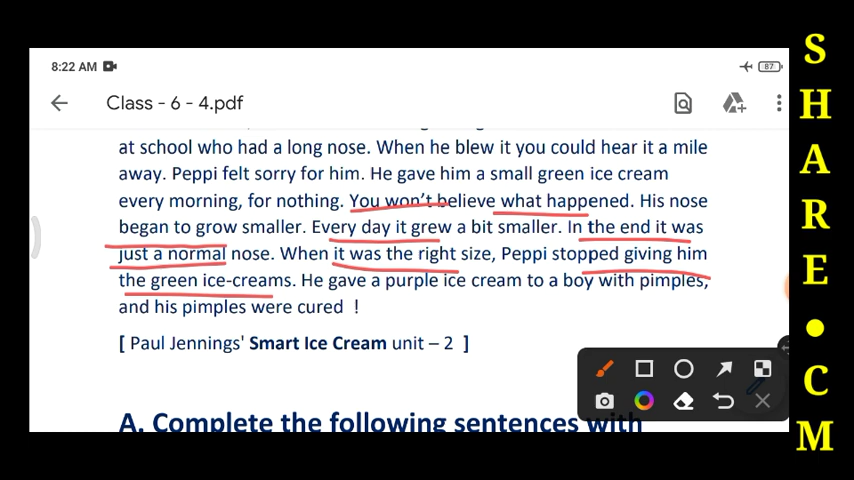 8:22 AM
87
Class - 6 - 4.pdf
at school who had a long nose. When he blew it you could hear it a mile
away. Peppi felt sorry for him. He gave him a small green ice cream
every morning, for nothing. You won't believe what happened. His nose
began to grow smaller. Every day it grew a bit smaller. In the end it was
just a normal nose. When it was the right size, Peppi stopped giving him
the green ice-creams. He gave a purple ice cream to a boy with pimples,
and his pimples were cured !
[ Paul Jennings' Smart Ice Cream unit – 2 ]
A. Complete the following sentences with
SHARE•CM